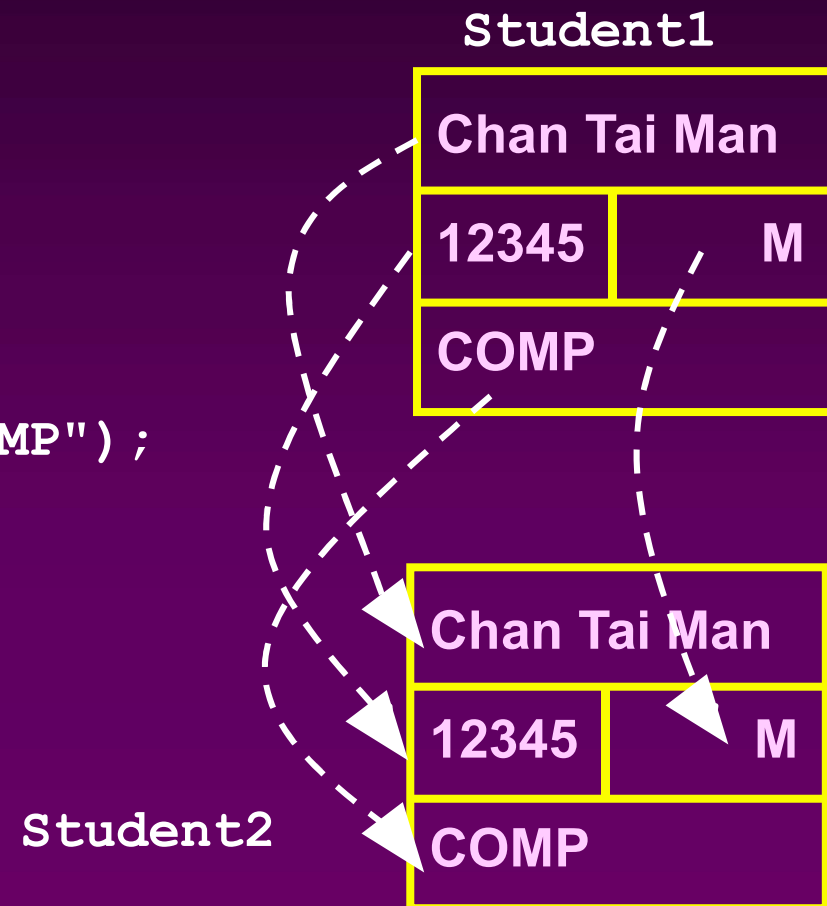 Student1
Chan Tai Man
12345 M
COMP
MP");
Chan Tai Man
12345 M
Student2
COMP